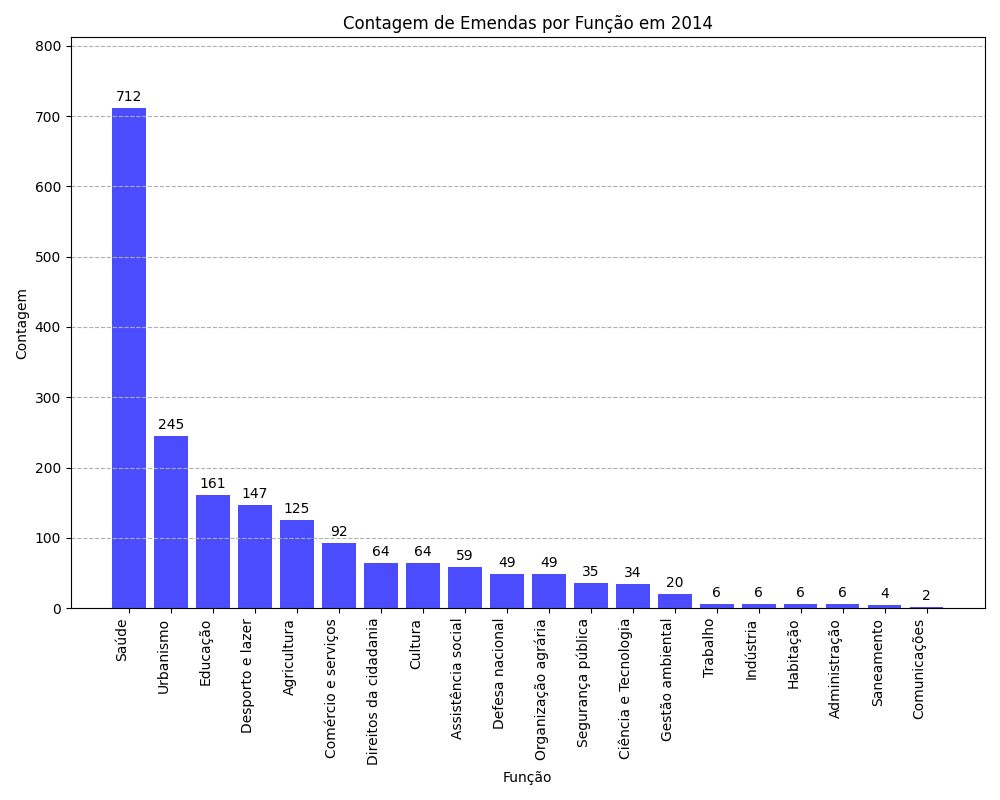 Contagem de Emendas por Função em 2014
Contagem
800
700
600
500
400
300
200
100
0
712
245
161
147
125
92
64
64
59
49
49
35
34
20
6
6
6
6
4
2
Saúde
Urbanismo
Educação
Desporto e lazer
Agricultura
Comércio e serviços
Direitos da cidadania
Cultura
Assistência social
Defesa nacional
Organização agrária
Segurança pública
Ciência e Tecnologia
Gestão ambiental
Trabalho
Indústria
Habitação
Administração
Saneamento
Comunicações
Função